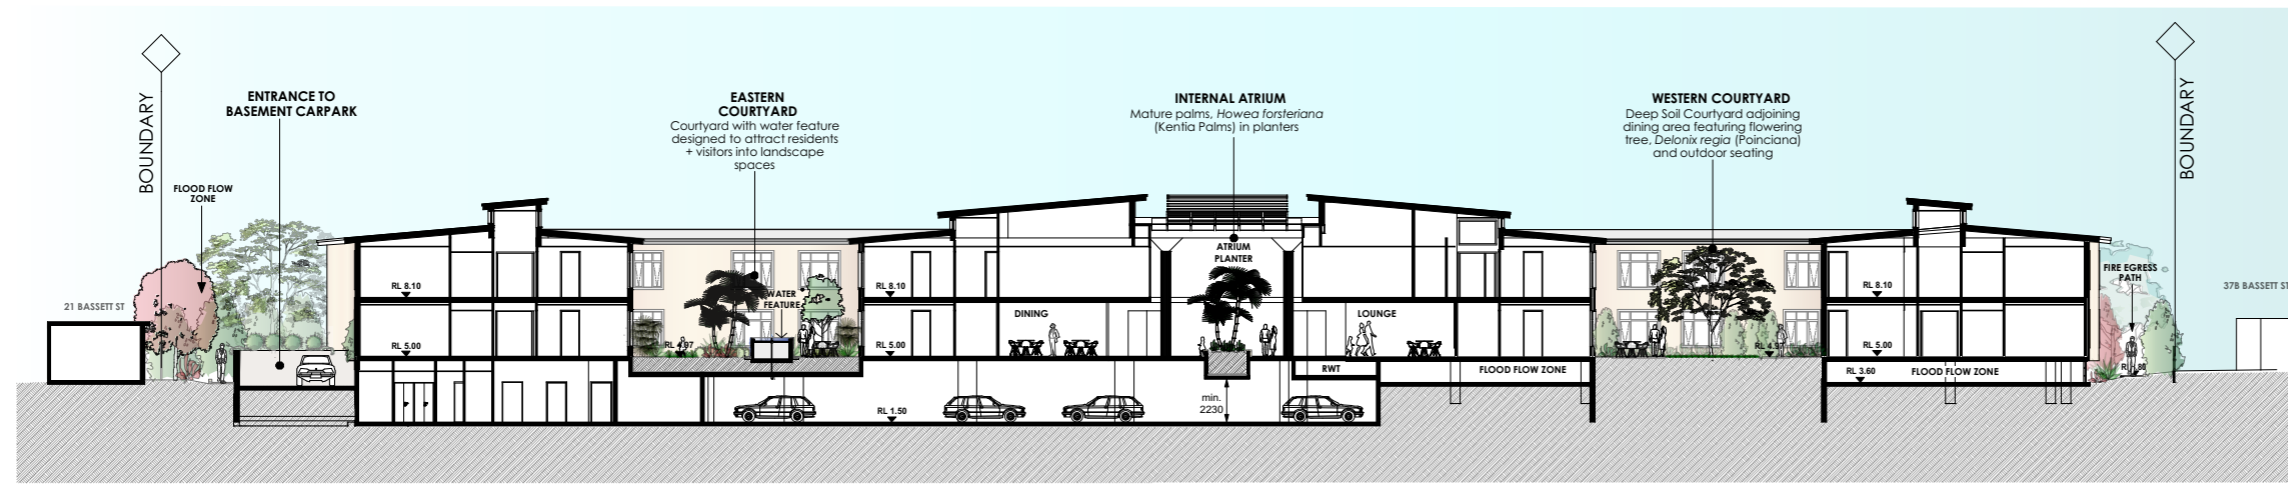 BOUNDARY
ENTRANCE TO
BASEMENT CARPARK
FLOOD FLOW
ZONE
21 BASSETT ST
EASTERN
COURTYARD
Courtyard with water feature
designed to attract residents
+ visitors into landscape
spaces
INTERNAL ATRIUM
Mature palms, Howea forsteriana
(Kentia Palms) in planters
WESTERN COURTYARD
Deep Soil Courtyard adjoining
dining area featuring flowering
tree, Delonix regia (Poinciana)
and outdoor seating
BOUNDARY
ATRIUM
PLANTER
FIRE EGRESS
PATH
37B BASSETT ST
RL 8.10
WATER
FEATURE
RL 8.10
RL 8.10
DINING
LOUNGE
RL 5.00
RL 4.97
RL 5.00
RL 5.00
RWT
FLOOD FLOW ZONE
RL 3.60
FLOOD FLOW ZONE
min.
2230
RL 1.50